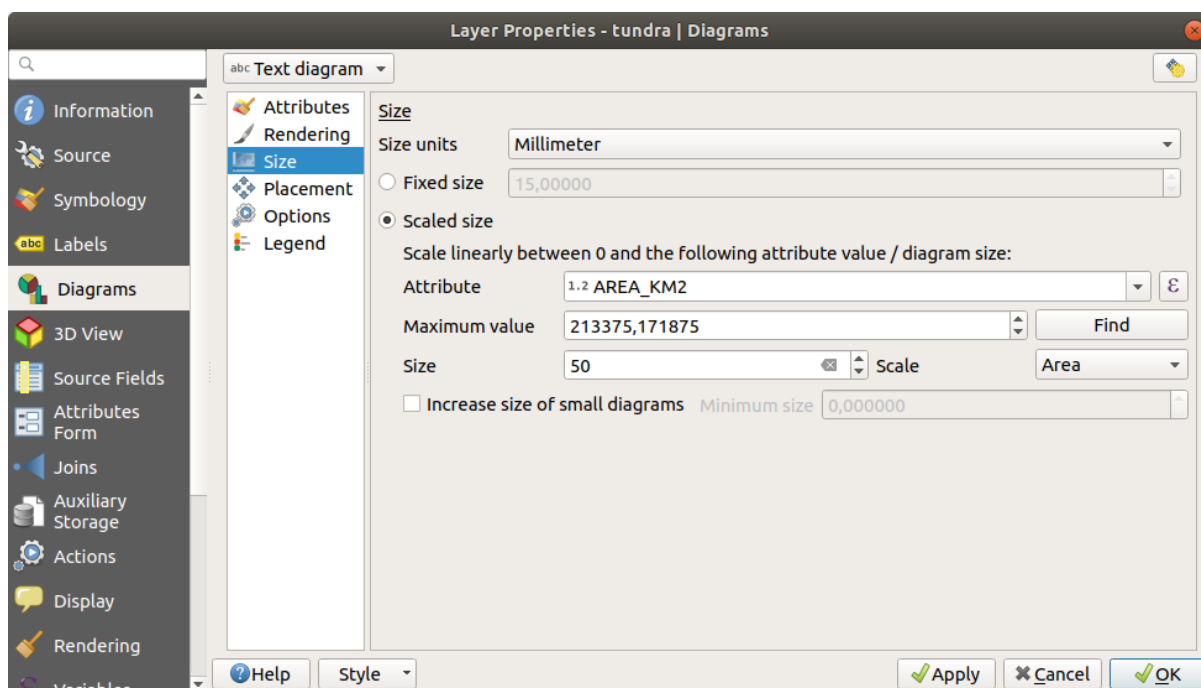 Layer Properties - tundra | Diagrams
abc Text diagram
Information
Source
Symbology
abc Labels
Diagrams
3D View
Source Fields
Attributes
Form
Joins
Auxiliary
Storage
Actions
Display
Rendering
Variables
Attributes
Rendering
Size
Placement
Options
Legend
Size
Size units Millimeter
Fixed size 15,00000
Scaled size
Scale linearly between 0 and the following attribute value / diagram size:
Attribute 1.2 AREA_KM2 ε
Maximum value 213375,171875 Find
Size 50 Scale Area
Increase size of small diagrams Minimum size 0,000000
?Help Style Apply Cancel OK